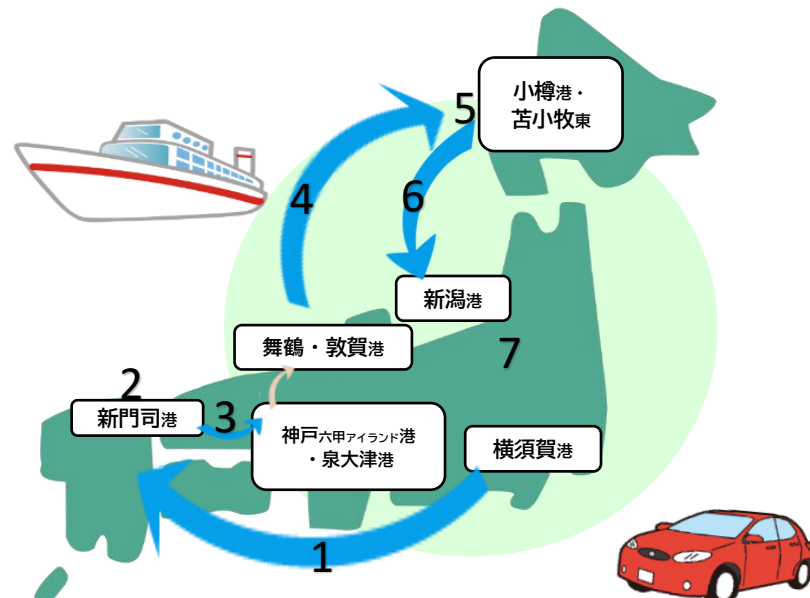 5
小樽港・
苫小牧東
4
6
新潟港
舞鶴・敦賀港
7
2
新門司港
3
神戸六甲アイランド港
・泉大津港
横須賀港
1